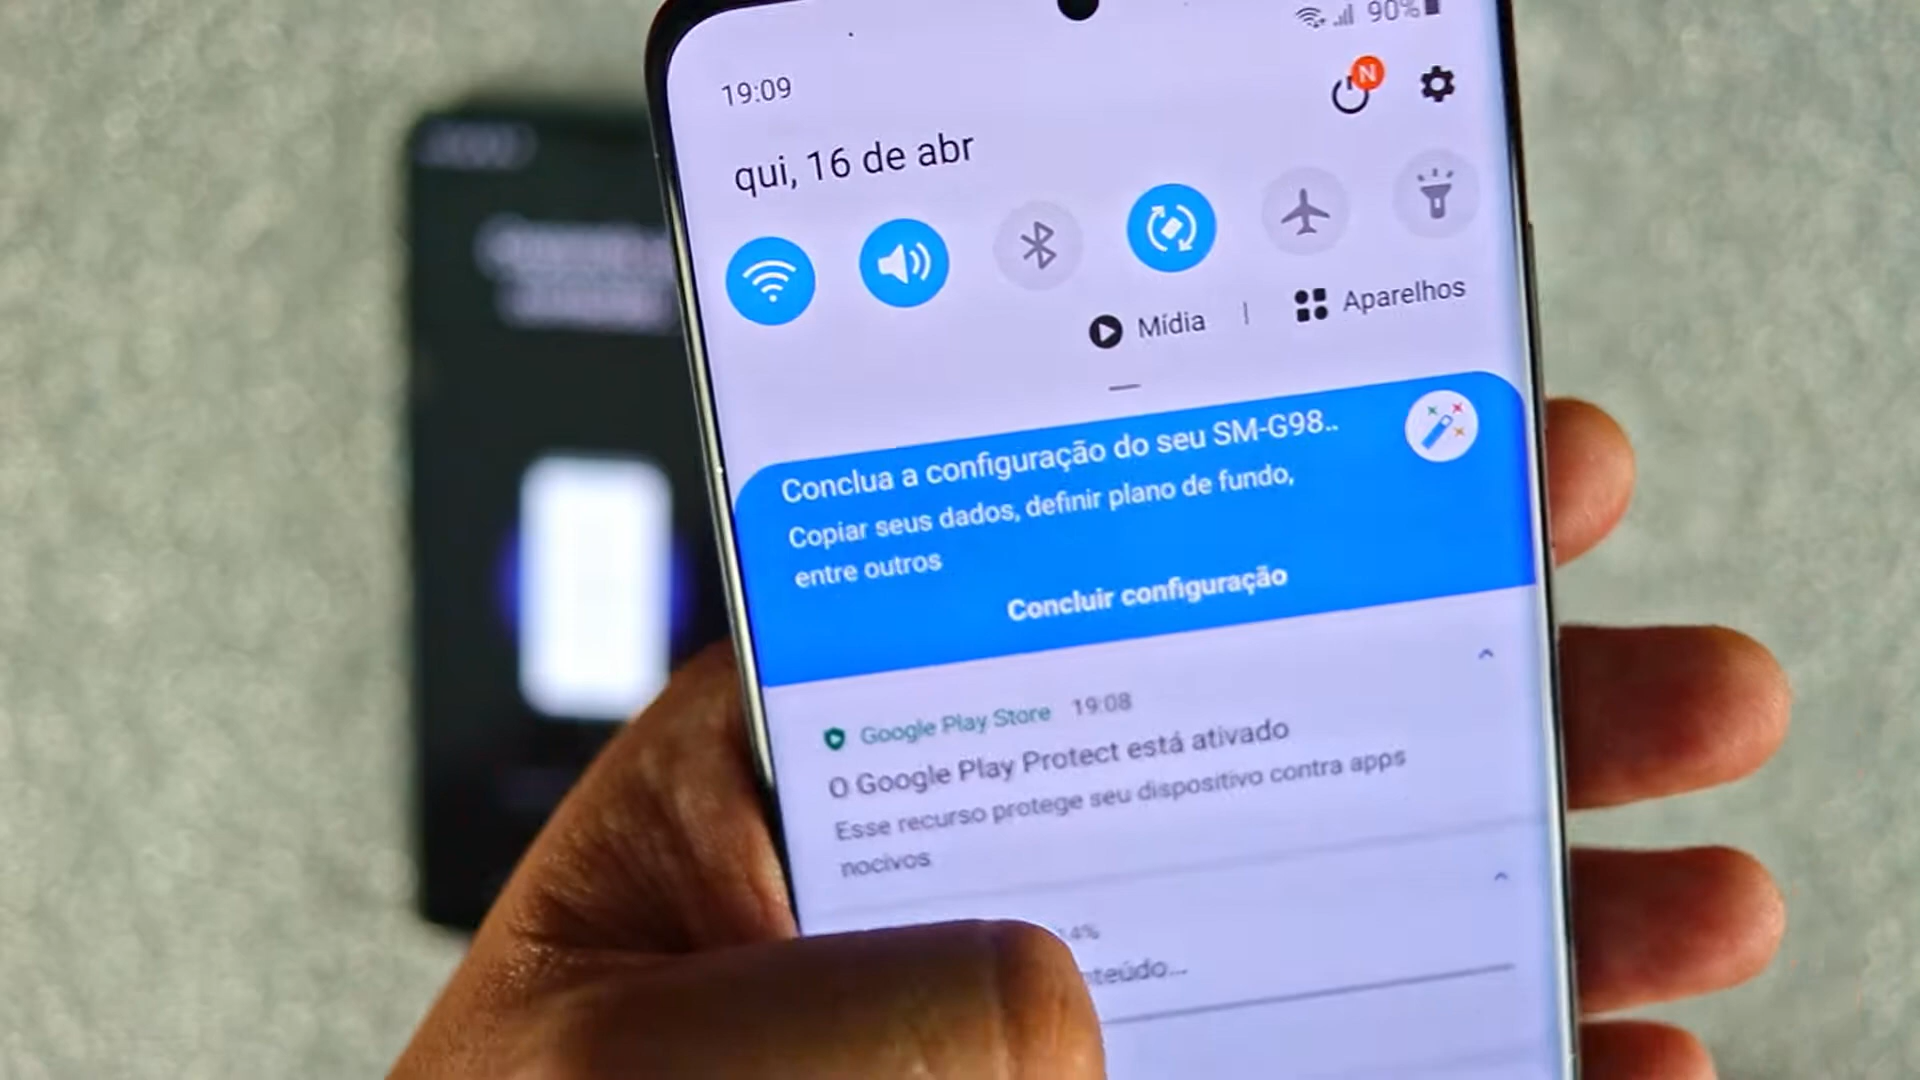 90%
19:09
N
qui, 16 de abr
Mídia | Aparelhos
Conclua a configuração do seu SM-G98..
Copiar seus dados, definir plano de fundo,
entre outros
Concluir configuração
Google Play Store 19:08
O Google Play Protect está ativado
Esse recurso protege seu dispositivo contra apps
nocivos
4%